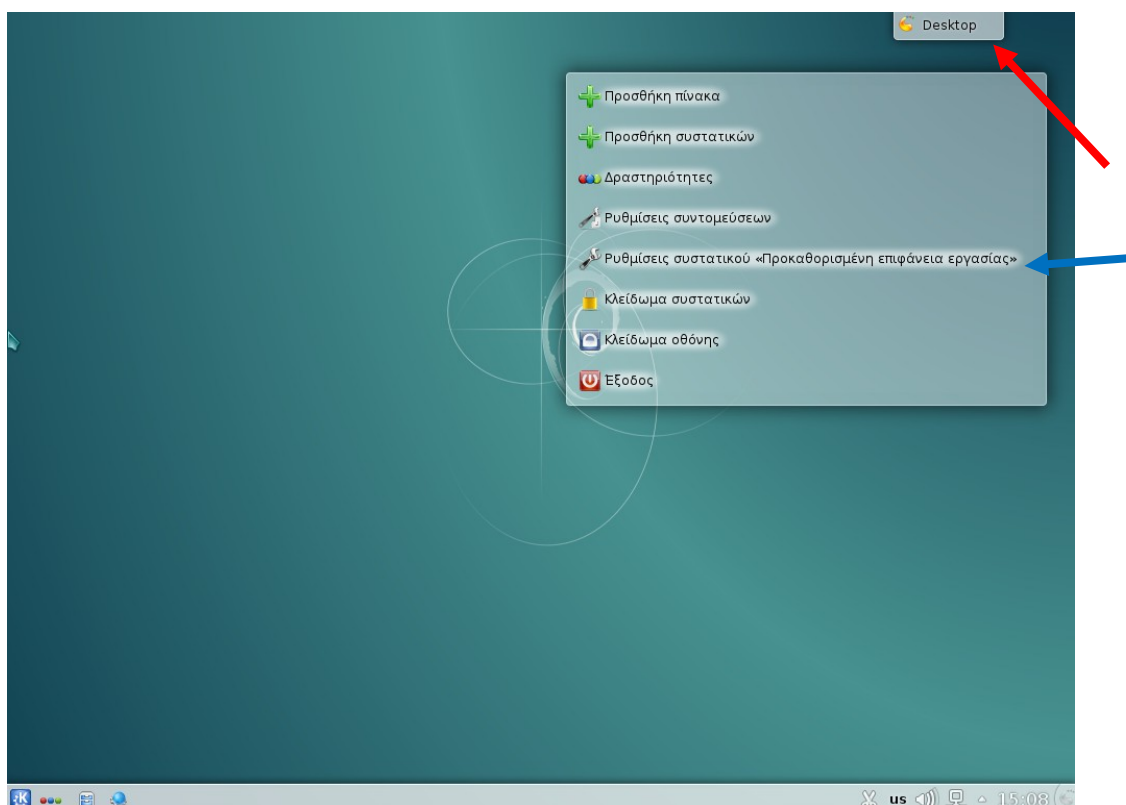 Desktop
Προσθήκη πίνακα
Προσθήκη συστατικών
Δραστηριότητες
Ρυθμίσεις συντομεύσεων
Ρυθμίσεις συστατικού «Προκαθορισμένη επιφάνεια εργασίας»
Κλείδωμα συστατικών
Κλείδωμα οθόνης
Έξοδος
us 15:08